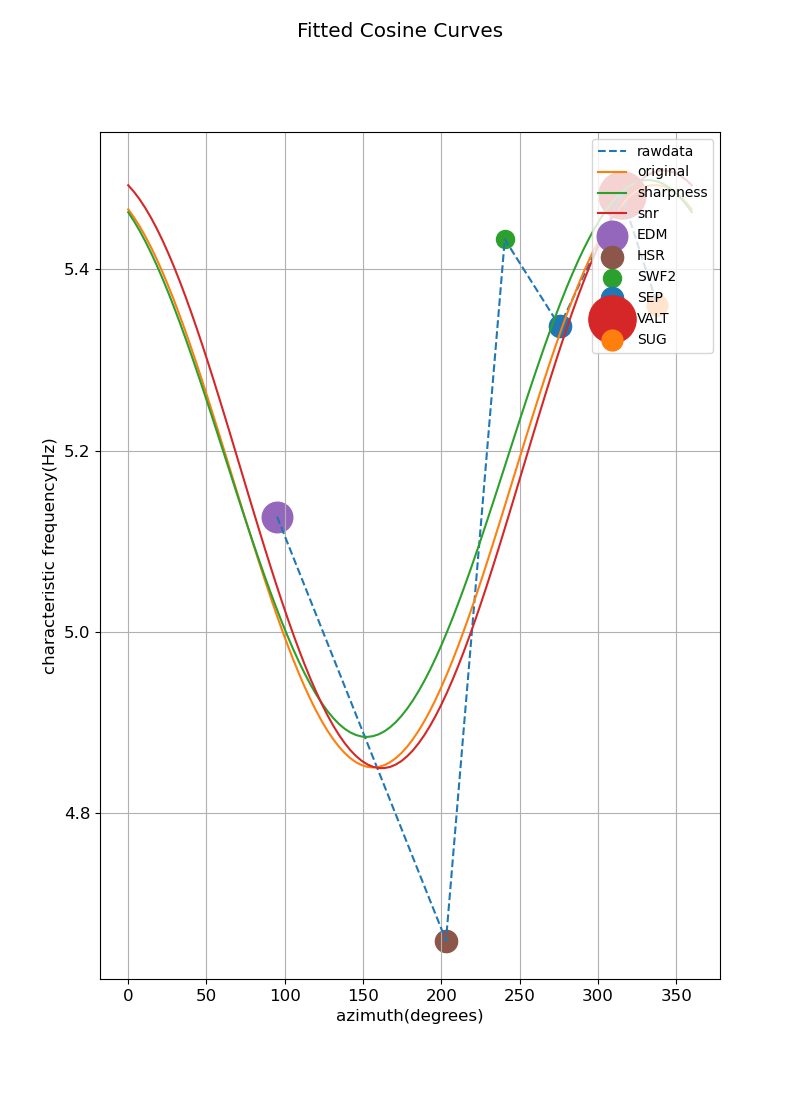 Fitted Cosine Curves
rawdata
original
sharpness
snr
EDM
HSR
SWF2
SEP
VALT
SUG
5.4
5.2
5.0
4.8
characteristic frequency(Hz)
0 50 100 150 200 250 300 350
azimuth(degrees)